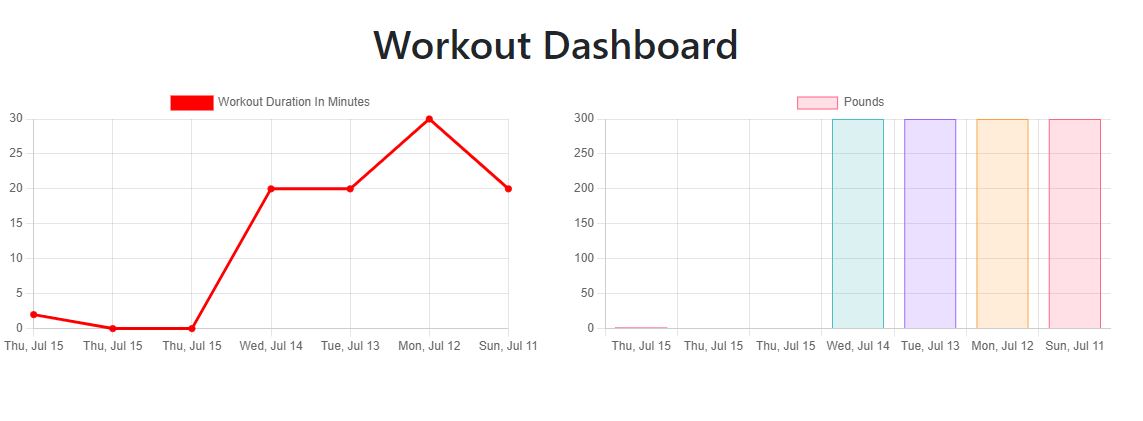 Workout Dashboard
Workout Duration In Minutes
30
25
20
15
10
5
0
Thu, Jul 15 Thu, Jul 15 Thu, Jul 15 Wed, Jul 14 Tue, Jul 13 Mon, Jul 12 Sun, Jul 11
Pounds
300
250
200
150
100
50
0
Thu, Jul 15 Thu, Jul 15 Thu, Jul 15 Wed, Jul 14 Tue, Jul 13 Mon, Jul 12 Sun, Jul 11